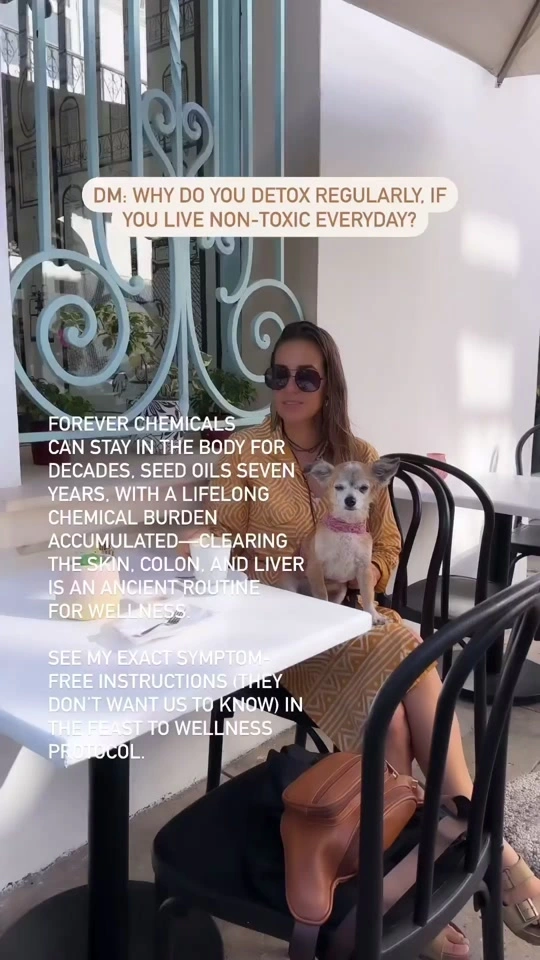 DM: WHY DO YOU DETOX REGULARLY, IF
YOU LIVE NON-TOXIC EVERYDAY?
FOREVER CHEMICALS
CAN STAY IN THE BODY FOR
DECADES, SEED OILS SEVEN
YEARS, WITH A LIFELONG
CHEMICAL BURDEN
ACCUMULATED—CLEARING
THE SKIN, COLON, AND LIVER
IS AN ANCIENT ROUTINE
FOR WELLNESS.
SEE MY EXACT SYMPTOM-
FREE INSTRUCTIONS (THEY
DON'T WANT US TO KNOW) IN
THE FEAST TO WELLNESS
PROTOCOL.